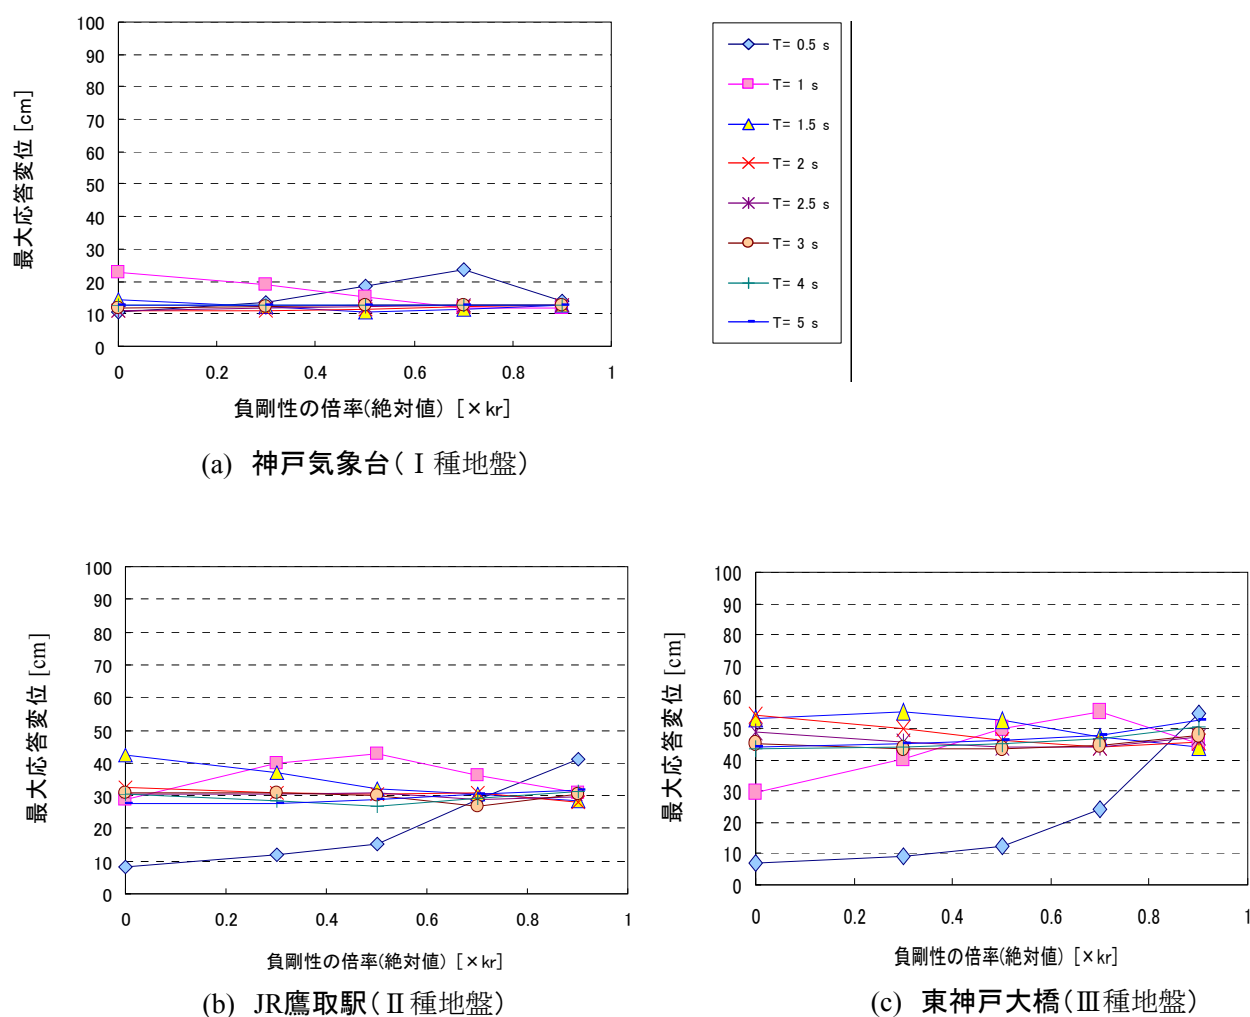 100
90
80
70
60
50
40
30
20
10
0
最大応答変位 [cm]
0 0.2 0.4 0.6 0.8 1
負剛性の倍率(絶対値) [×kr]
(a) 神戸気象台(Ⅰ種地盤)
T= 0.5 s
T= 1 s
T= 1.5 s
T= 2 s
T= 2.5 s
T= 3 s
T= 4 s
T= 5 s
100
90
80
70
60
50
40
30
20
10
0
最大応答変位 [cm]
0 0.2 0.4 0.6 0.8 1
負剛性の倍率(絶対値) [×kr]
(b) JR鷹取駅(Ⅱ種地盤)
100
90
80
70
60
50
40
30
20
10
0
最大応答変位 [cm]
0 0.2 0.4 0.6 0.8 1
負剛性の倍率(絶対値) [×kr]
(c) 東神戸大橋(Ⅲ種地盤)